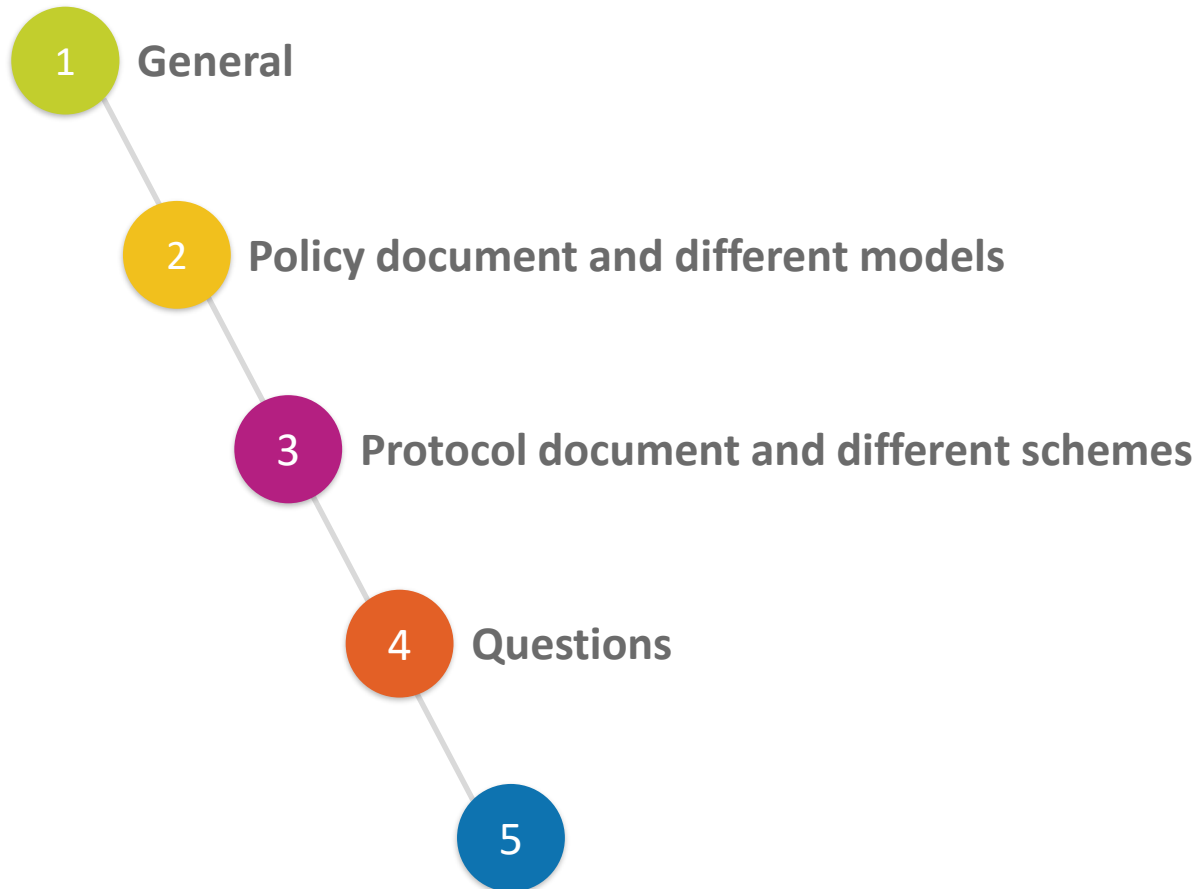 1 General
2 Policy document and different models
3 Protocol document and different schemes
4 Questions
5